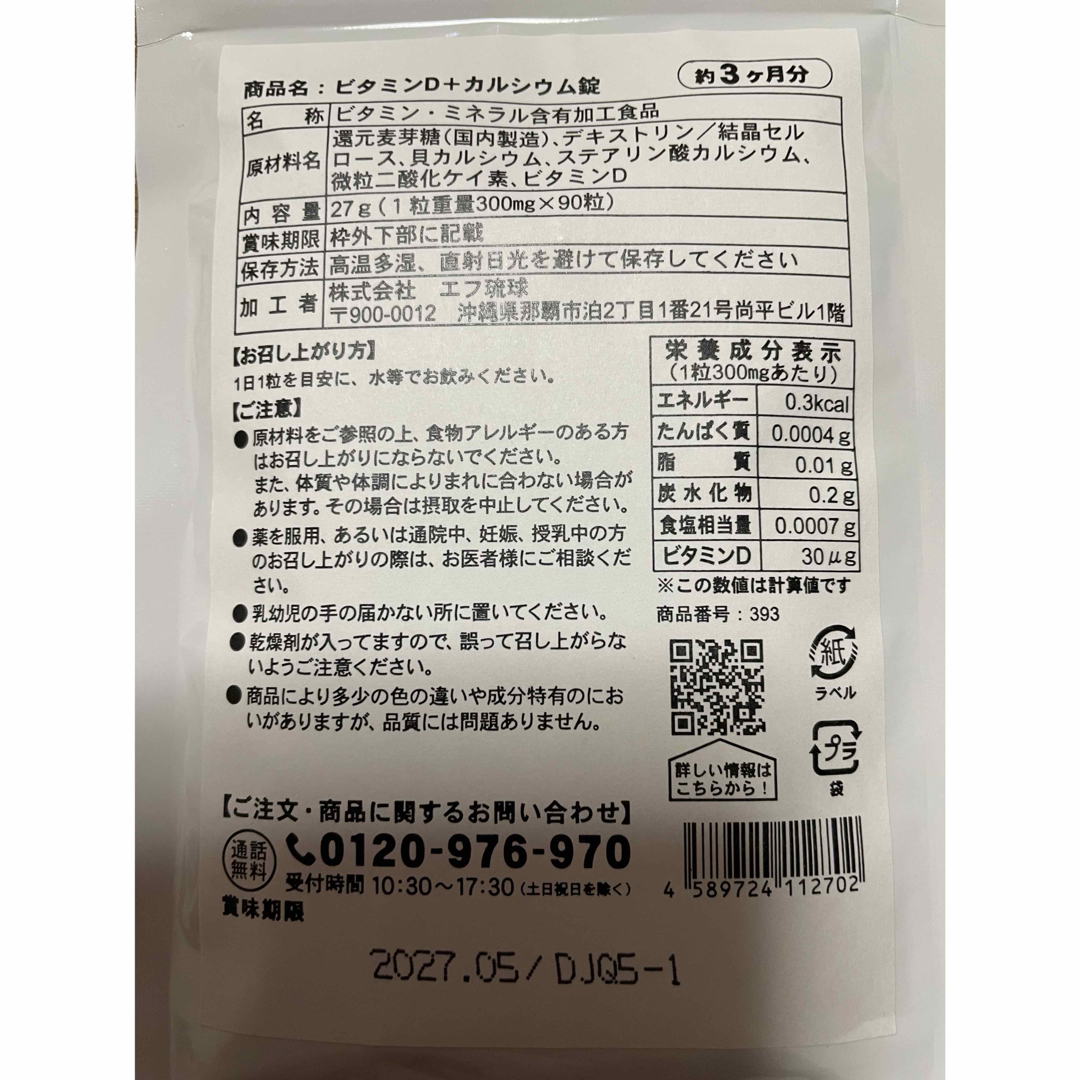 商品名：ビタミンD＋カルシウム錠
約3ヶ月分
名称 ビタミン・ミネラル含有加工食品
原材料名 還元麦芽糖（国内製造）、デキストリン／結晶セル
ロース、貝カルシウム、ステアリン酸カルシウム、
微粒二酸化ケイ素、ビタミンD
内容量 27g（1粒重量300mg×90粒）
賞味期限 枠外下部に記載
保存方法 高温多湿、直射日光を避けて保存してください
加工者 株式会社 エフ琉球
〒900-0012 沖縄県那覇市泊2丁目1番21号尚平ビル1階
【お召し上がり方】
1日1粒を目安に、水等でお飲みください。
【ご注意】
●原材料をご参照の上、食物アレルギーのある方
はお召し上がりにならないでください。
また、体質や体調によりまれに合わない場合が
あります。その場合は摂取を中止してください。
●薬を服用、あるいは通院中、妊娠、授乳中の方
のお召し上がりの際は、お医者様にご相談くだ
さい。
●乳幼児の手の届かない所に置いてください。
●乾燥剤が入ってますので、誤って召し上がらな
いようご注意ください。
●商品により多少の色の違いや成分特有のにお
いがありますが、品質には問題ありません。
栄養成分表示
（1粒300mgあたり）
エネルギー 0.3kcal
たんぱく質 0.0004g
脂質 0.01g
炭水化物 0.2g
食塩相当量 0.0007g
ビタミンD 30μg
※この数値は計算値です
商品番号：393
紙
ラベル
プラ
袋
詳しい情報は
こちらから！
【ご注文・商品に関するお問い合わせ】
通話
無料
0120-976-970
受付時間 10:30～17:30（土日祝日を除く）
4 589724 112702
賞味期限
2027.05/DJQ5-1